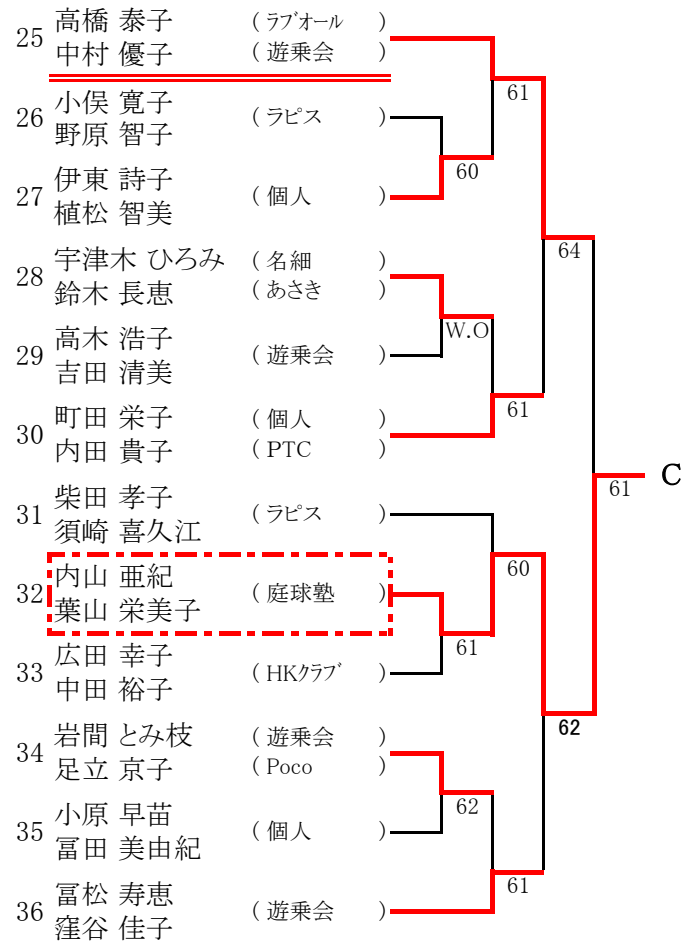 25 高橋 泰子 (ラブオール)
中村 優子 (遊乗会)
61
26 小俣 寛子 (ラピス)
野原 智子
60
27 伊東 詩子 (個人)
植松 智美
64
28 宇津木 ひろみ (名細)
鈴木 長恵 (あさき)
W.O
29 高木 浩子 (遊乗会)
吉田 清美
61
30 町田 栄子 (個人)
内田 貴子 (PTC)
61 C
31 柴田 孝子 (ラピス)
須崎 喜久江
60
32 内山 亜紀 (庭球塾)
葉山 栄美子
61
33 広田 幸子 (HKクラブ)
中田 裕子
62
34 岩間 とみ枝 (遊乗会)
足立 京子 (Poco)
62
35 小原 早苗 (個人)
冨田 美由紀
61
36 冨松 寿恵 (遊乗会)
窪谷 佳子